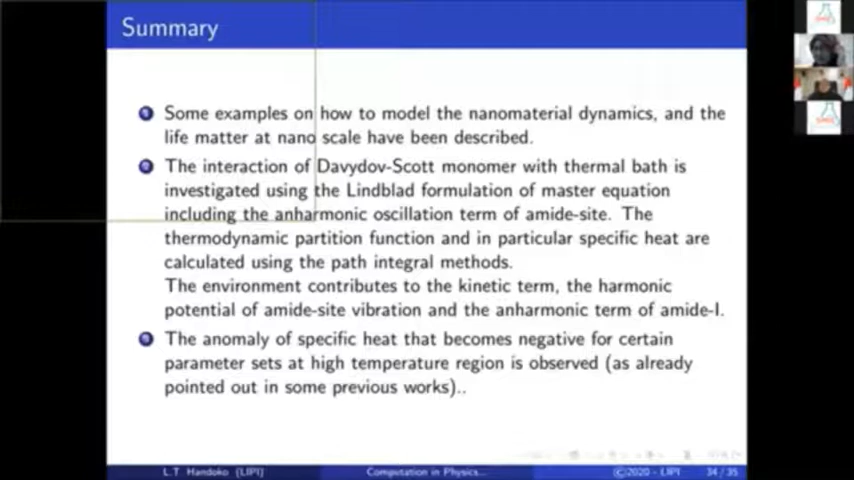 Summary
Some examples on how to model the nanomaterial dynamics, and the
life matter at nano scale have been described.
The interaction of Davydov-Scott monomer with thermal bath is
investigated using the Lindblad formulation of master equation
including the anharmonic oscillation term of amide-site. The
thermodynamic partition function and in particular specific heat are
calculated using the path integral methods.
The environment contributes to the kinetic term, the harmonic
potential of amide-site vibration and the anharmonic term of amide-I.
The anomaly of specific heat that becomes negative for certain
parameter sets at high temperature region is observed (as already
pointed out in some previous works)..
L.T Handoko (LIPI) Computation in Physics... ©2020 - LIPI 34 / 35